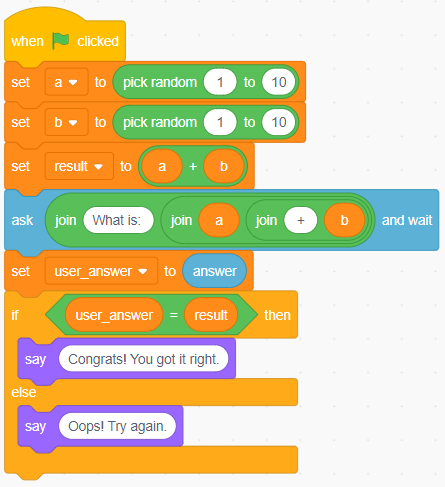 when clicked
set a to pick random 1 to 10
set b to pick random 1 to 10
set result to a + b
ask join What is: join a join + b and wait
set user_answer to answer
if user_answer = result then
say Congrats! You got it right.
else
say Oops! Try again.